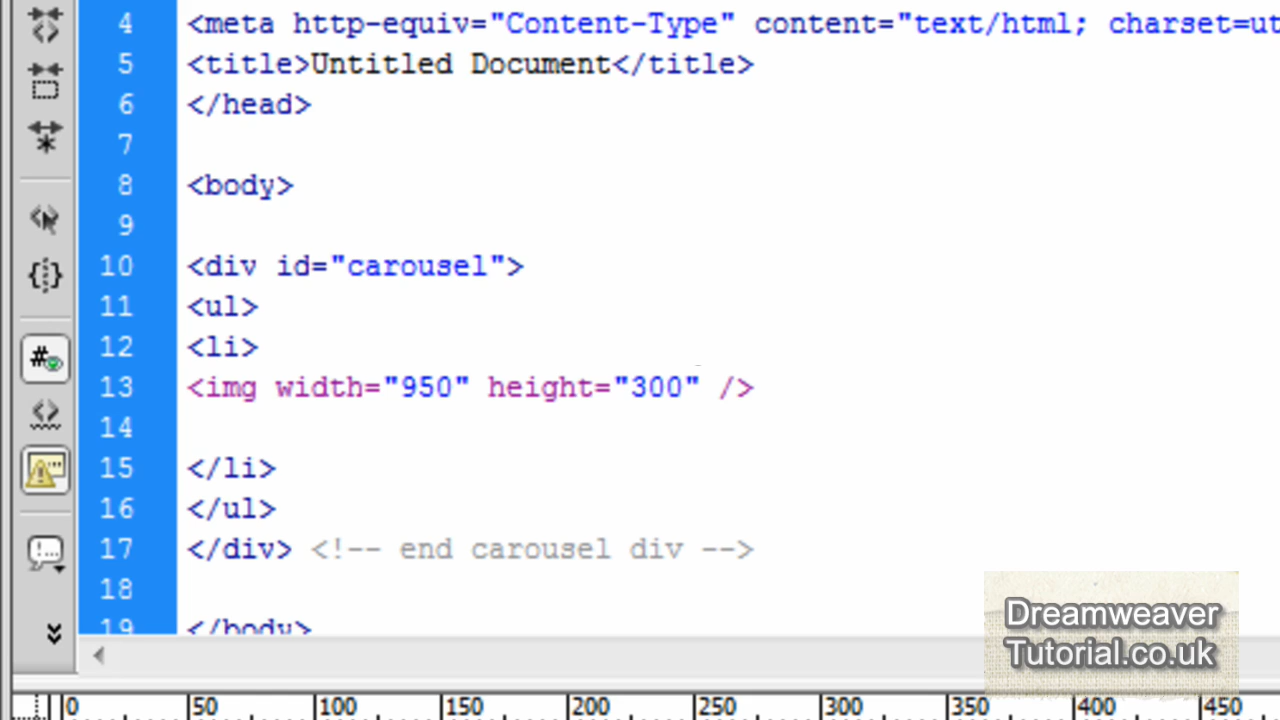 4 <meta http-equiv="Content-Type" content="text/html; charset=ut
5 <title>Untitled Document</title>
6 </head>
7
8 <body>
9
10 <div id="carousel">
11 <ul>
12 <li>
13 <img width="950" height="300" />
14
15 </li>
16 </ul>
17 </div> <!-- end carousel div -->
18
19 </body>
Dreamweaver
Tutorial.co.uk
0 50 100 150 200 250 300 350 400 450